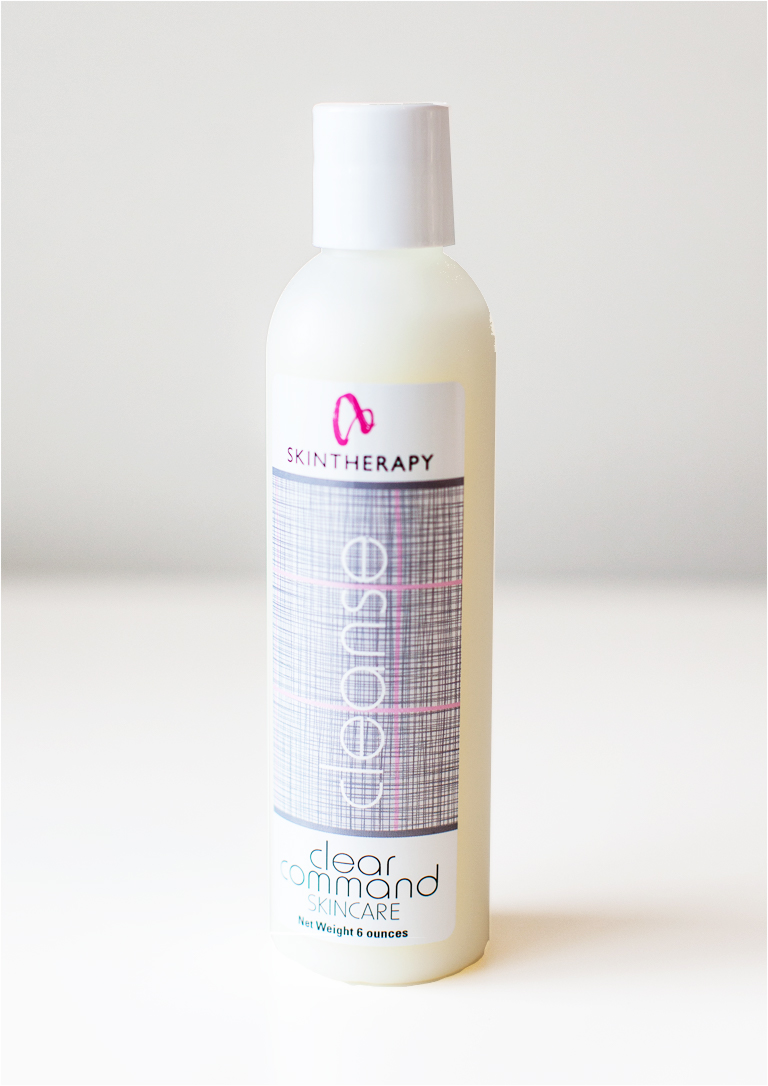 SKINTHERAPY
cleanse
clear
command
SKINCARE
Net Weight 6 ounces